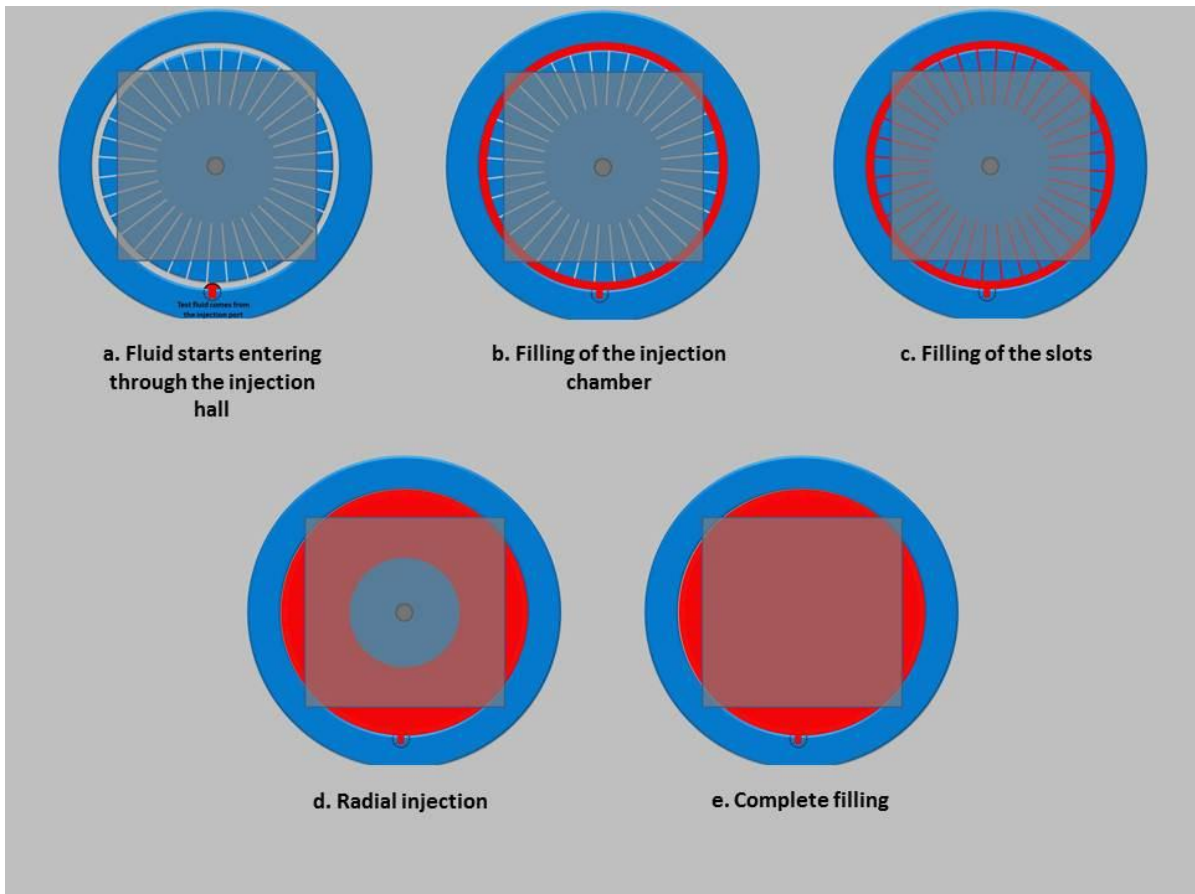 Test fluid comes from
the injection port
a. Fluid starts entering
through the injection
hall
b. Filling of the injection
chamber
c. Filling of the slots
d. Radial injection
e. Complete filling